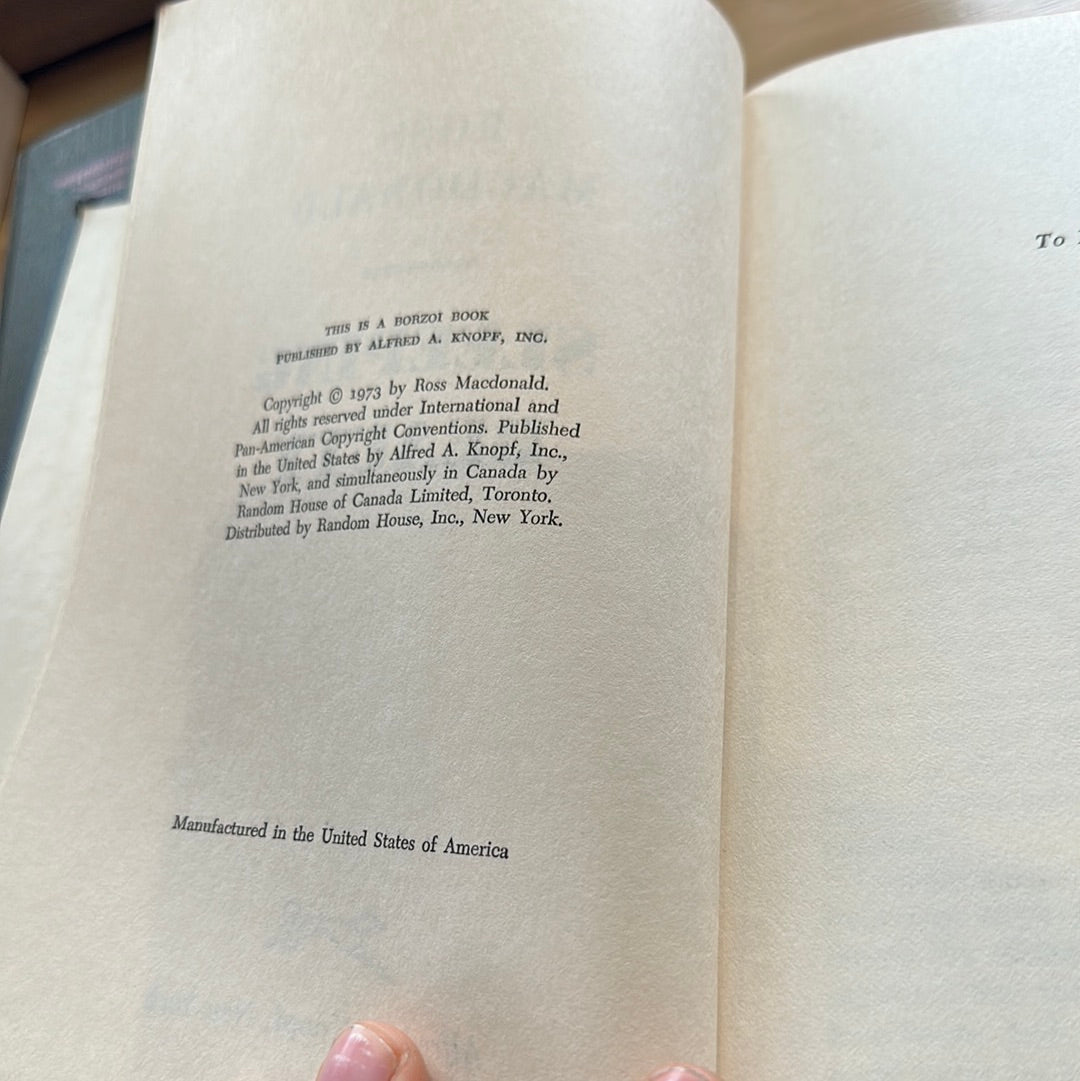 THIS IS A BORZOI BOOK
PUBLISHED BY ALFRED A. KNOPF, INC.
Copyright © 1973 by Ross Macdonald.
All rights reserved under International and
Pan-American Copyright Conventions. Published
in the United States by Alfred A. Knopf, Inc.,
New York, and simultaneously in Canada by
Random House of Canada Limited, Toronto.
Distributed by Random House, Inc., New York.
Manufactured in the United States of America
To